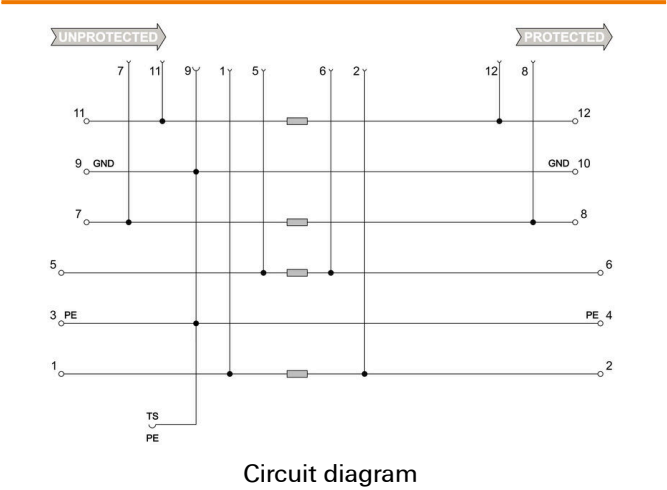 UNPROTECTED PROTECTED
7 11 9 1 5 6 2 12 8
11 12
9 GND GND 10
7 8
5 6
3 PE PE 4
1 2
TS
PE
Circuit diagram